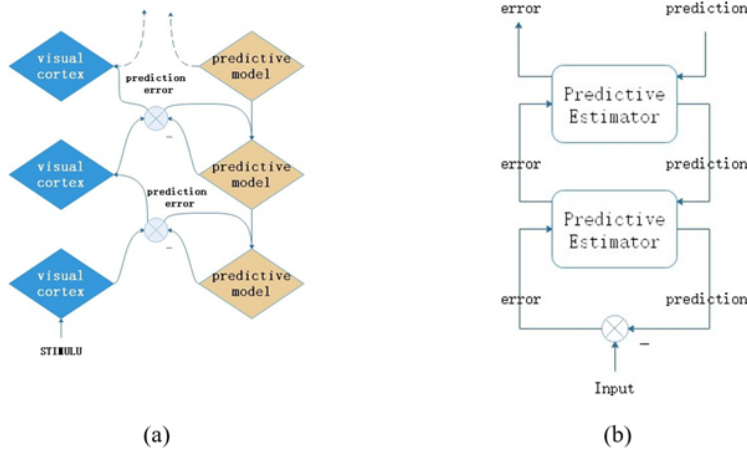 visual
cortex
prediction
error
predictive
model
−
visual
cortex
prediction
error
predictive
model
−
visual
cortex
predictive
model
STIMULU
(a)
error
prediction
Predictive
Estimator
error
prediction
Predictive
Estimator
error
prediction
−
Input
(b)